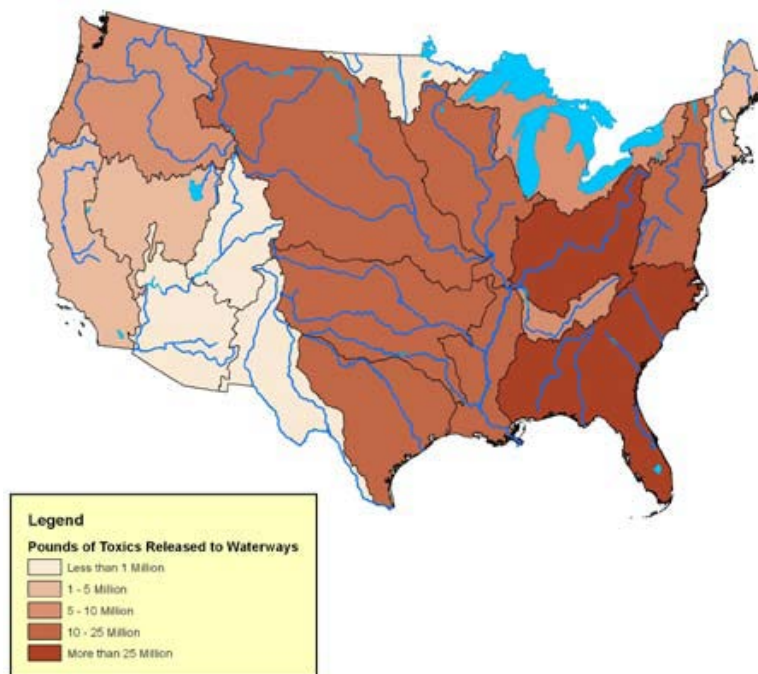 Legend
Pounds of Toxics Released to Waterways
Less than 1 Million
1 - 5 Million
5 - 10 Million
10 - 25 Million
More than 25 Million